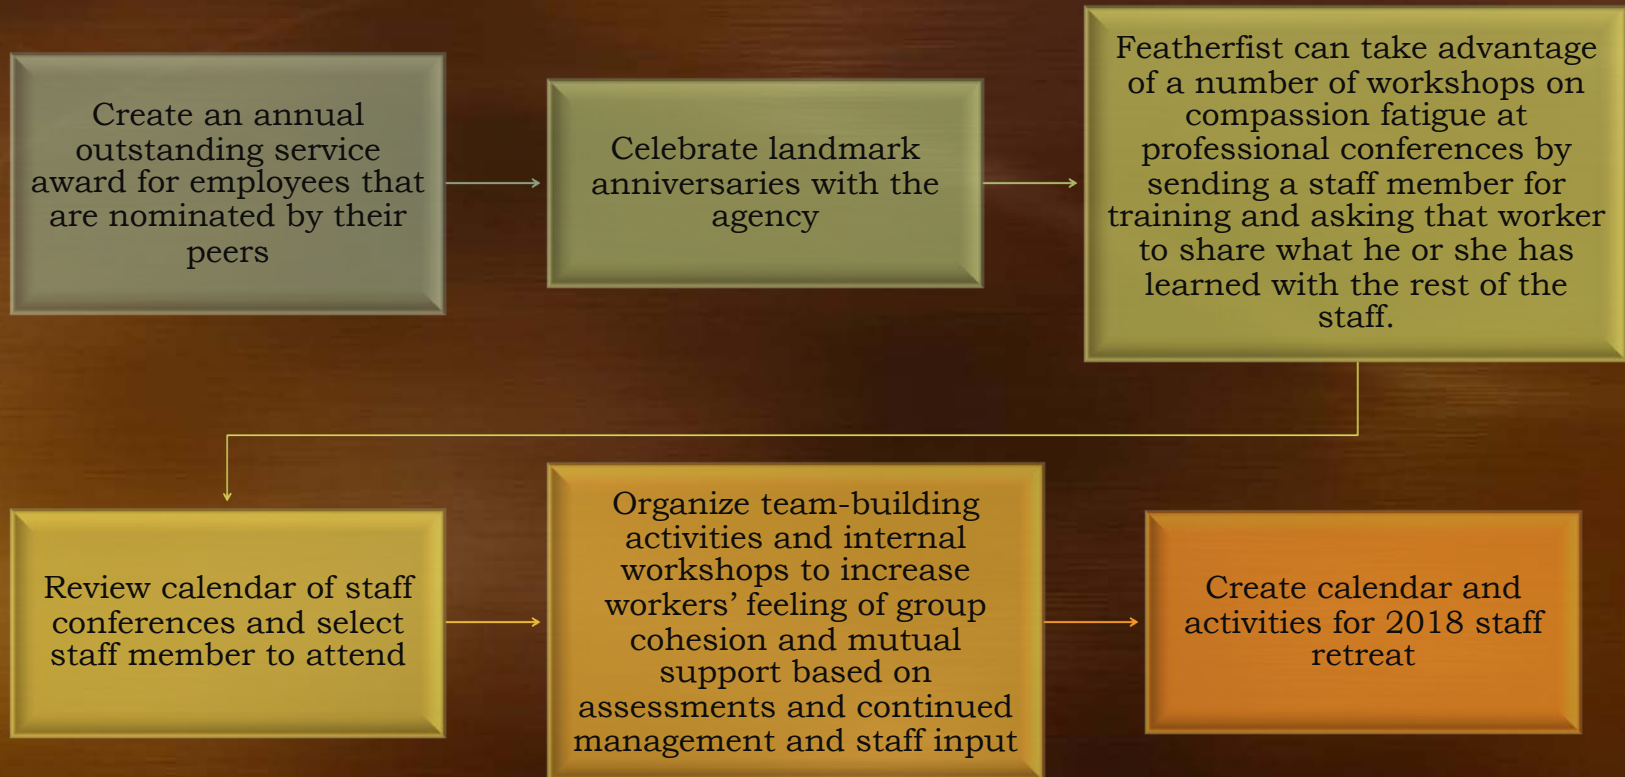 Create an annual
outstanding service
award for employees that
are nominated by their
peers
Celebrate landmark
anniversaries with the
agency
Featherfist can take advantage
of a number of workshops on
compassion fatigue at
professional conferences by
sending a staff member for
training and asking that worker
to share what he or she has
learned with the rest of the
staff.
Review calendar of staff
conferences and select
staff member to attend
Organize team-building
activities and internal
workshops to increase
workers’ feeling of group
cohesion and mutual
support based on
assessments and continued
management and staff input
Create calendar and
activities for 2018 staff
retreat